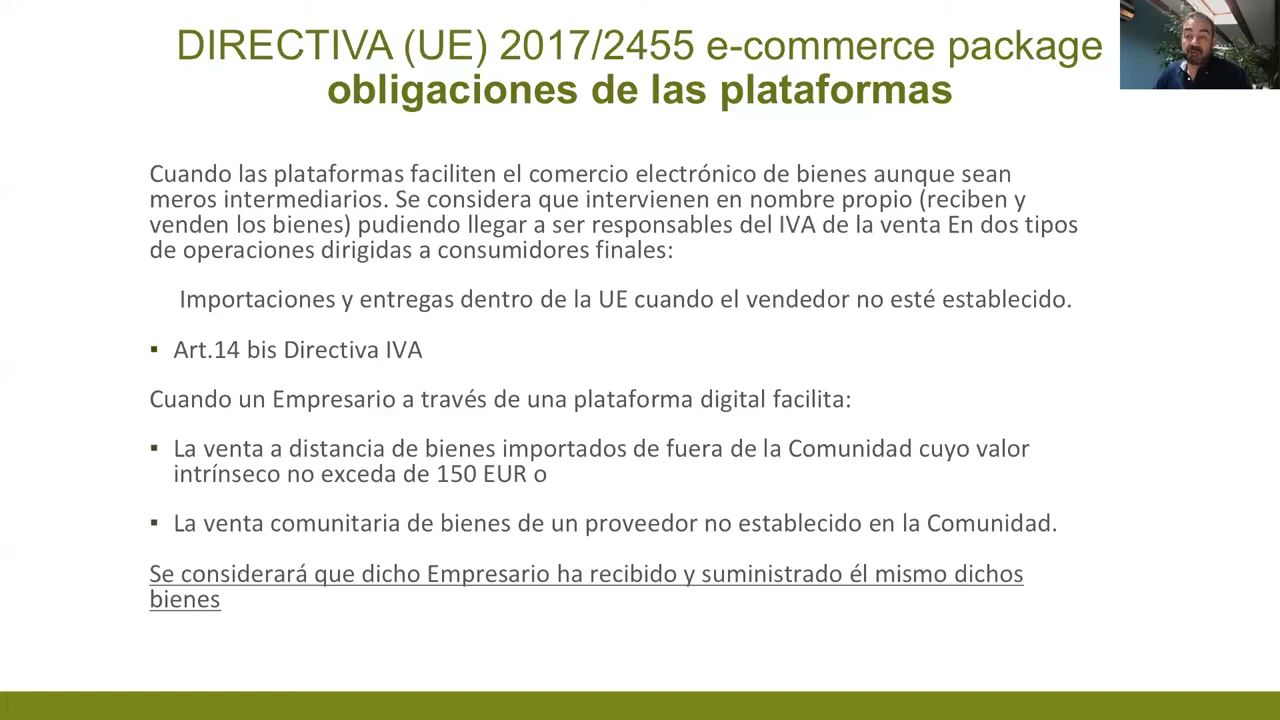 DIRECTIVA (UE) 2017/2455 e-commerce package
obligaciones de las plataformas
Cuando las plataformas faciliten el comercio electrónico de bienes aunque sean
meros intermediarios. Se considera que intervienen en nombre propio (reciben y
venden los bienes) pudiendo llegar a ser responsables del IVA de la venta En dos tipos
de operaciones dirigidas a consumidores finales:
Importaciones y entregas dentro de la UE cuando el vendedor no esté establecido.
▪ Art.14 bis Directiva IVA
Cuando un Empresario a través de una plataforma digital facilita:
▪ La venta a distancia de bienes importados de fuera de la Comunidad cuyo valor
intrínseco no exceda de 150 EUR o
▪ La venta comunitaria de bienes de un proveedor no establecido en la Comunidad.
Se considerará que dicho Empresario ha recibido y suministrado él mismo dichos
bienes